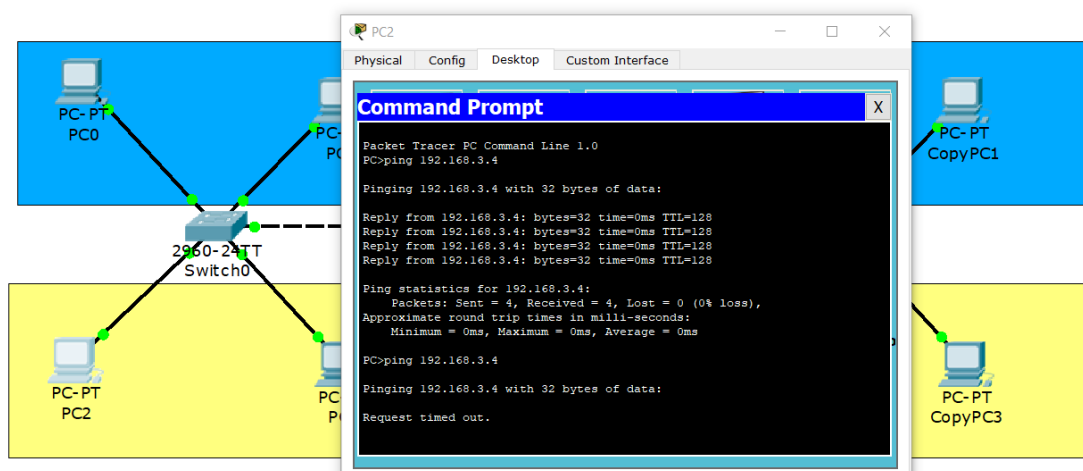 PC2
Physical Config Desktop Custom Interface
Command Prompt X
Packet Tracer PC Command Line 1.0
PC>ping 192.168.3.4
Pinging 192.168.3.4 with 32 bytes of data:
Reply from 192.168.3.4: bytes=32 time=0ms TTL=128
Reply from 192.168.3.4: bytes=32 time=0ms TTL=128
Reply from 192.168.3.4: bytes=32 time=0ms TTL=128
Reply from 192.168.3.4: bytes=32 time=0ms TTL=128
Ping statistics for 192.168.3.4:
Packets: Sent = 4, Received = 4, Lost = 0 (0% loss),
Approximate round trip times in milli-seconds:
Minimum = 0ms, Maximum = 0ms, Average = 0ms
PC>ping 192.168.3.4
Pinging 192.168.3.4 with 32 bytes of data:
Request timed out.
PC-PT
PC0
PC-PT
CopyPC1
2960-24TT
Switch0
PC-PT
PC2
PC-PT
CopyPC3